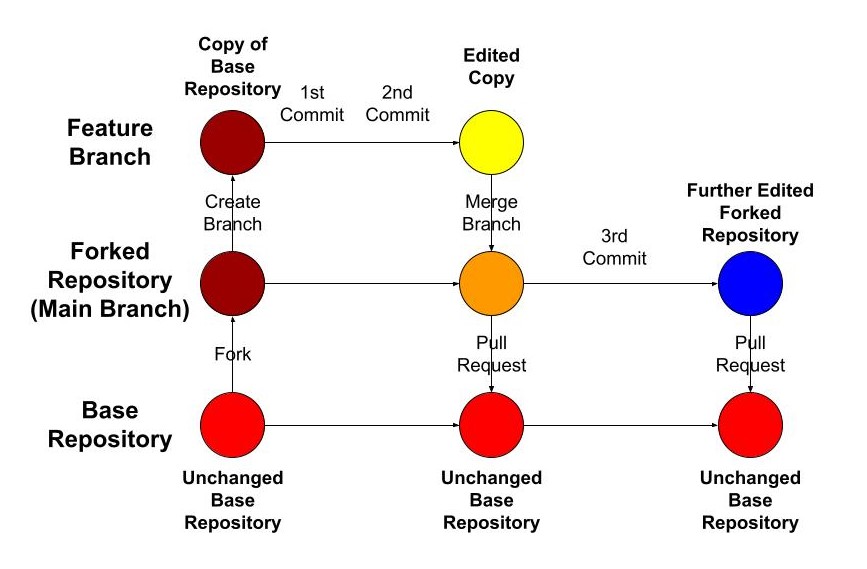 Copy of
Base
Repository
Edited
Copy
1st
Commit
2nd
Commit
Feature
Branch
Create
Branch
Merge
Branch
Further Edited
Forked
Repository
3rd
Commit
Forked
Repository
(Main Branch)
Fork
Pull
Request
Pull
Request
Base
Repository
Unchanged
Base
Repository
Unchanged
Base
Repository
Unchanged
Base
Repository